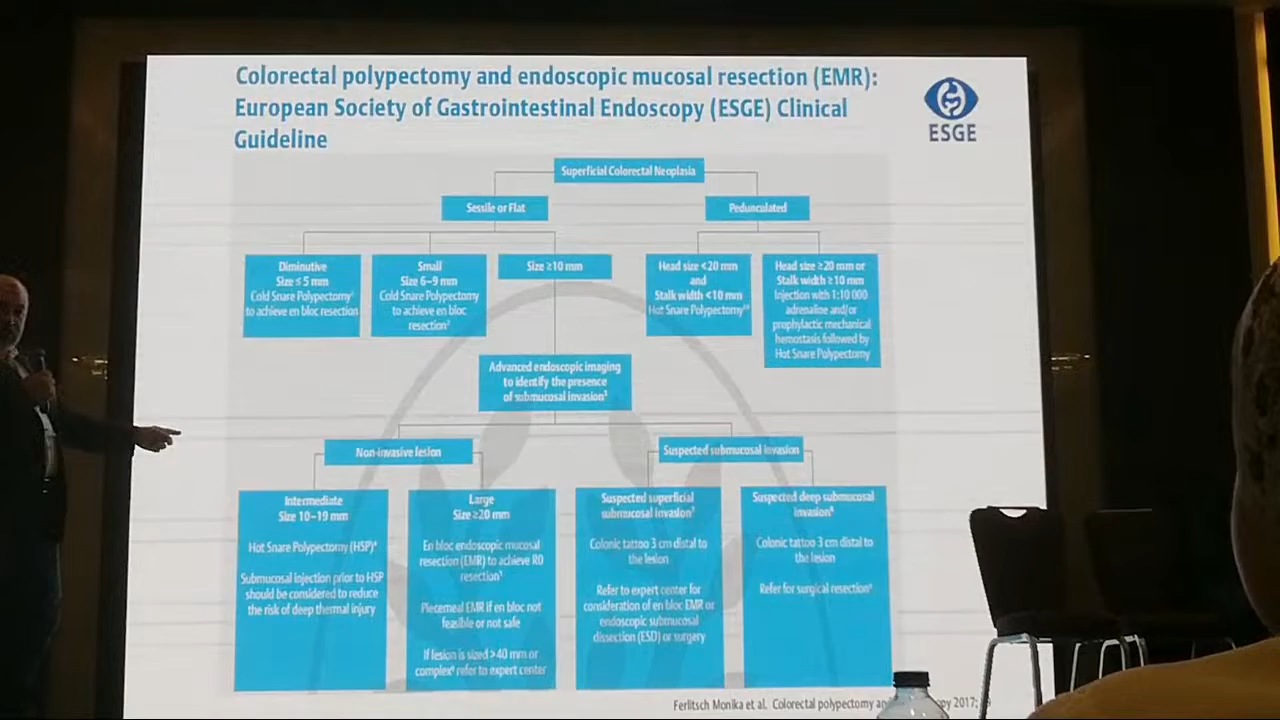 Colorectal polypectomy and endoscopic mucosal resection (EMR):
European Society of Gastrointestinal Endoscopy (ESGE) Clinical
Guideline
ESGE
Superficial Colorectal Neoplasia
Sessile or Flat
Pedunculated
Diminutive
Size ≤ 5 mm
Cold Snare Polypectomy
to achieve en bloc resection
Small
Size 6–9 mm
Cold Snare Polypectomy
to achieve en bloc
resection²
Size ≥10 mm
Head size <20 mm
and
Stalk width <10 mm
Hot Snare Polypectomy
Head size ≥20 mm or
Stalk width ≥10 mm
Injection with 1:10 000
adrenaline and/or
prophylactic mechanical
hemostasis followed by
Hot Snare Polypectomy
Advanced endoscopic imaging
to identify the presence
of submucosal invasion³
Non-invasive lesion
Suspected submucosal invasion
Intermediate
Size 10–19 mm
Hot Snare Polypectomy (HSP)⁴
Submucosal injection prior to HSP
should be considered to reduce
the risk of deep thermal injury
Large
Size ≥20 mm
En bloc endoscopic mucosal
resection (EMR) to achieve R0
resection⁵
Piecemeal EMR if en bloc not
feasible or not safe
If lesion is sized >40 mm or
complex⁶ refer to expert center
Suspected superficial
submucosal invasion⁷
Colonic tattoo 3 cm distal to
the lesion
Refer to expert center for
consideration of en bloc EMR or
endoscopic submucosal
dissection (ESD) or surgery
Suspected deep submucosal
invasion⁸
Colonic tattoo 3 cm distal to
the lesion
Refer for surgical resection⁹
Ferlitsch Monika et al. Colorectal polypectomy 2017;